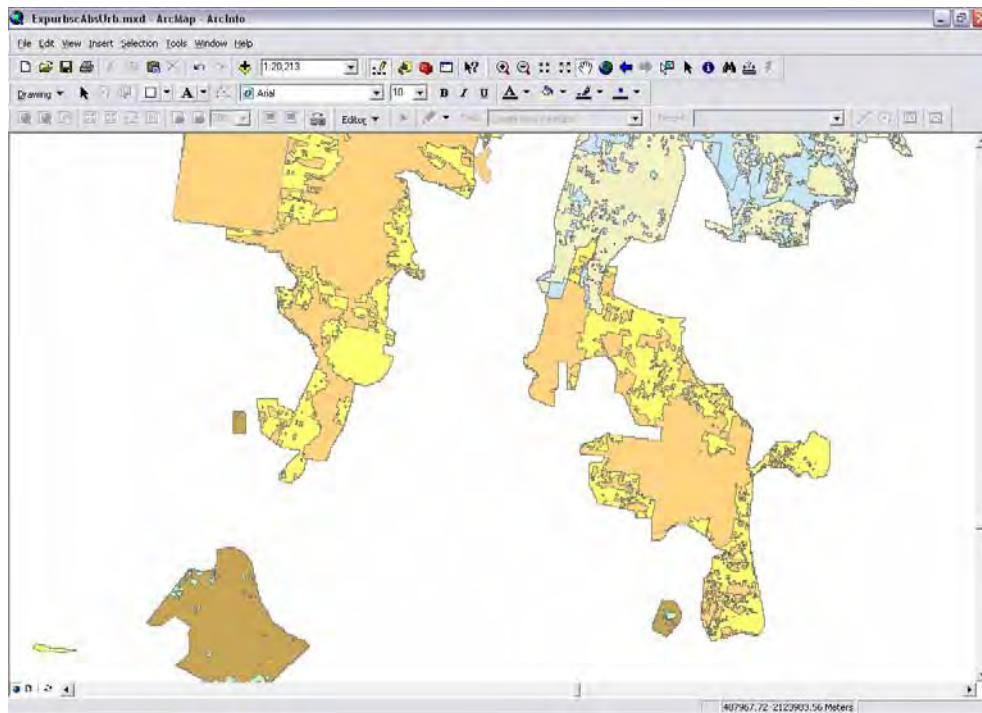 ExpurbscAbsUrb.mxd - ArcMap - ArcInfo
File Edit View Insert Selection Tools Window Help
1:20,213
Drawing A Arial 10 B I U A
Editor
487967.72 2123983.56 Meters